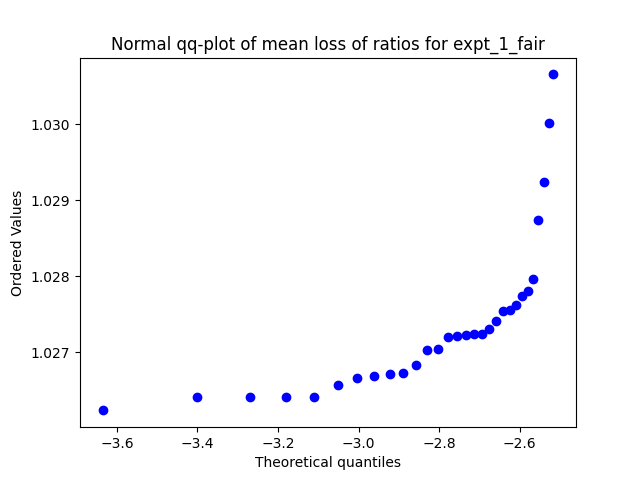 Normal qq-plot of mean loss of ratios for expt_1_fair
1.030
1.029
1.028
1.027
Ordered Values
−3.6 −3.4 −3.2 −3.0 −2.8 −2.6
Theoretical quantiles